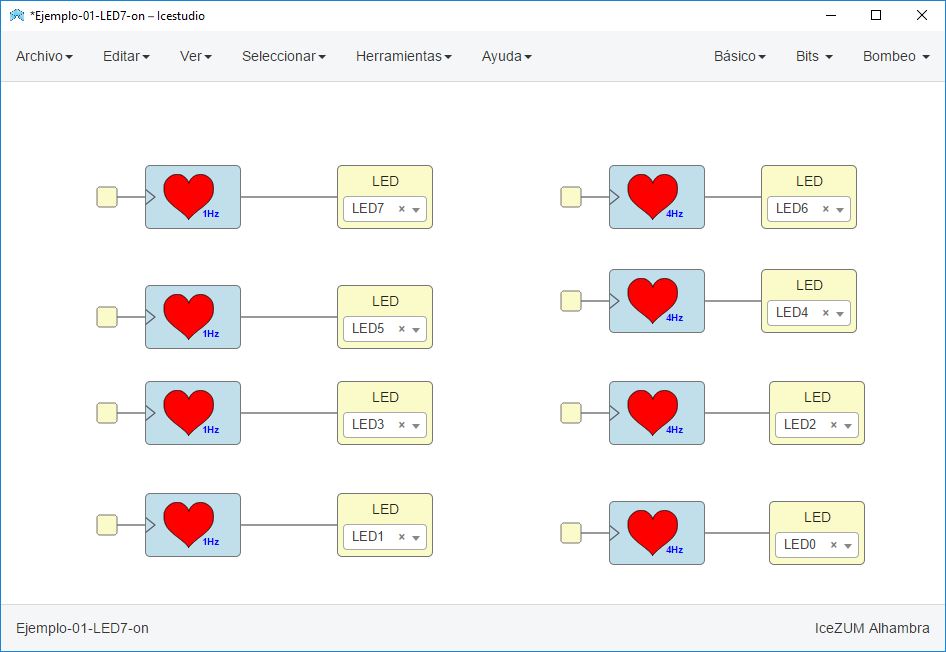 *Ejemplo-01-LED7-on – Icestudio
Archivo Editar Ver Seleccionar Herramientas Ayuda Básico Bits Bombeo
1Hz
LED
LED7 ×
4Hz
LED
LED6 ×
1Hz
LED
LED5 ×
4Hz
LED
LED4 ×
1Hz
LED
LED3 ×
4Hz
LED
LED2 ×
1Hz
LED
LED1 ×
4Hz
LED
LED0 ×
Ejemplo-01-LED7-on IceZUM Alhambra